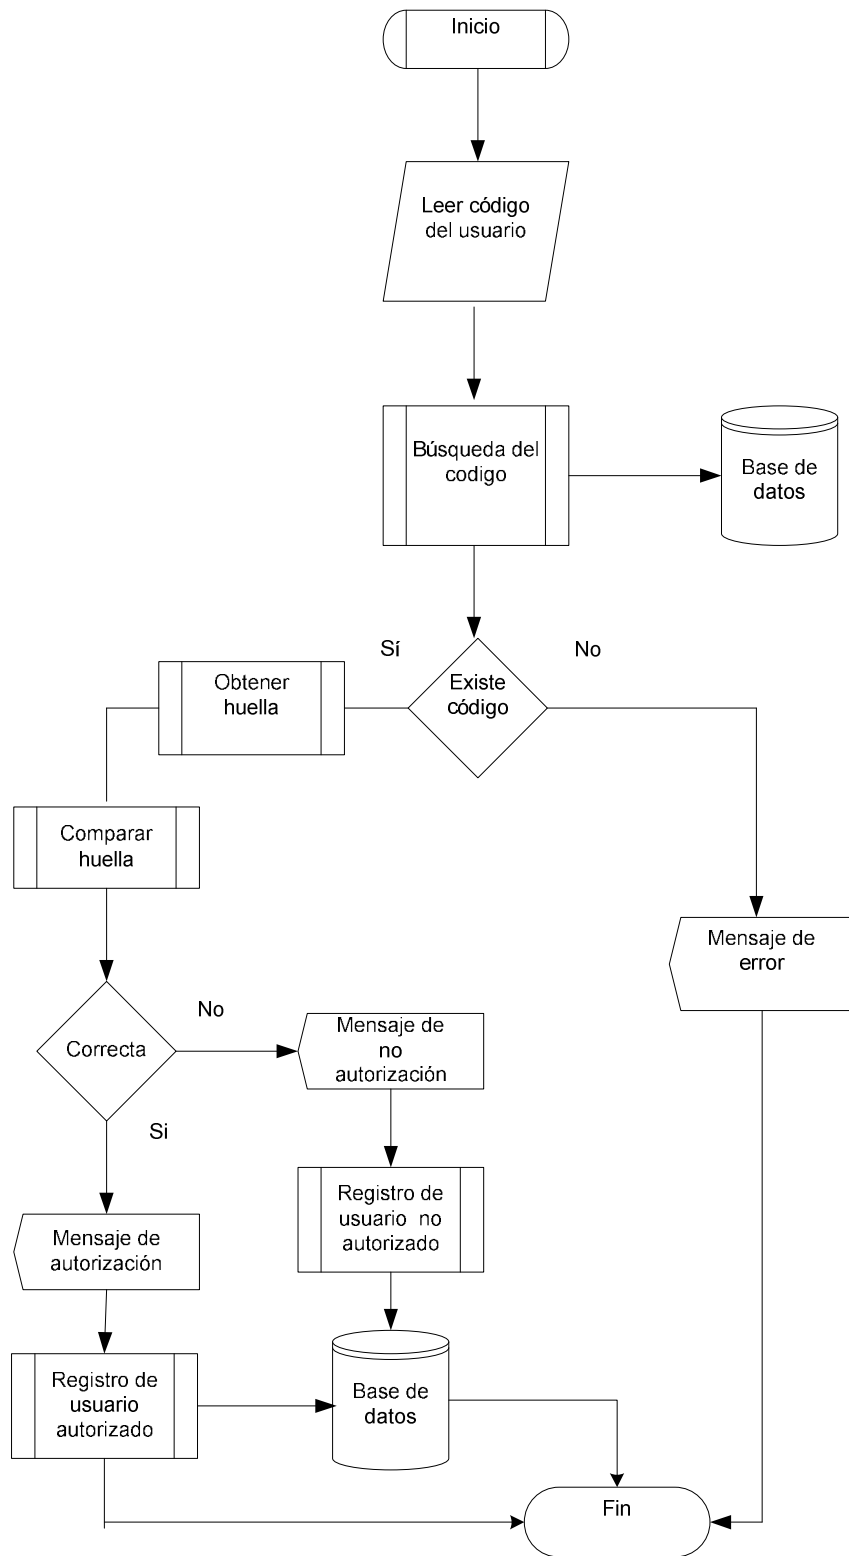 Inicio
Leer código
del usuario
Búsqueda del
codigo
Base de
datos
Sí
No
Existe
código
Obtener
huella
Comparar
huella
Mensaje de
error
Correcta
No
Mensaje de
no
autorización
Si
Registro de
usuario no
autorizado
Mensaje de
autorización
Registro de
usuario
autorizado
Base de
datos
Fin